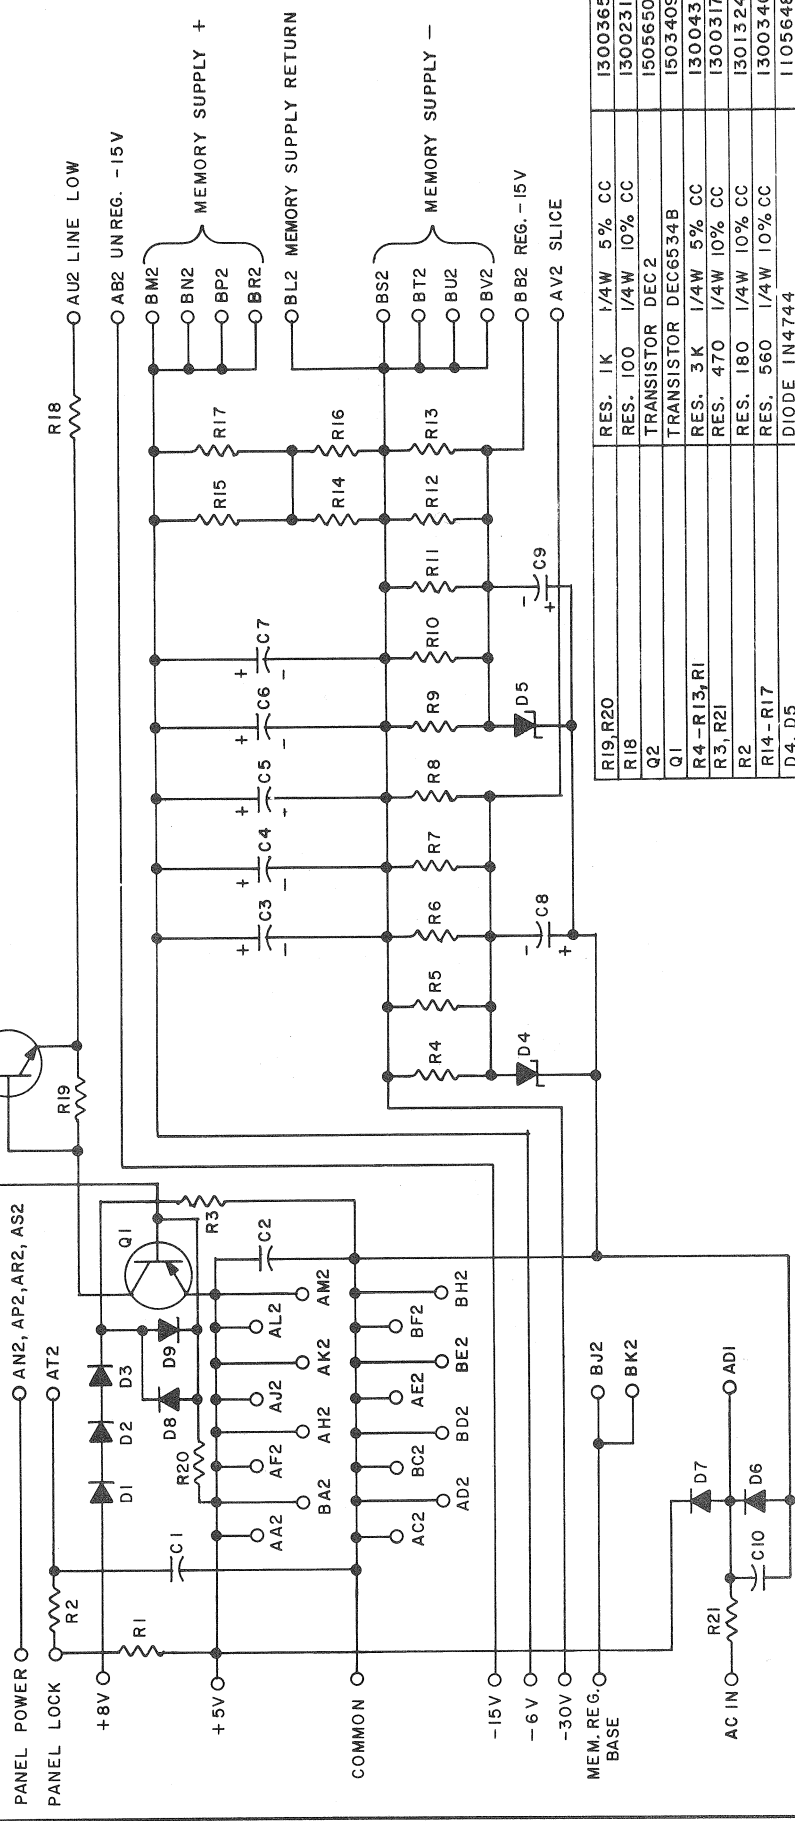 PANEL POWER
AN2, AP2, AR2, AS2
PANEL LOCK
R2
AT2
+8V
D1
D2
D3
R1
C1
R20
D8
D9
Q1
R3
C2
+5V
AA2
BA2
AF2
AH2
AJ2
AK2
AL2
AM2
COMMON
AC2
AD2
BC2
BD2
AE2
BE2
BF2
BH2
-15V
-6V
-30V
MEM. REG.
BASE
BJ2
BK2
AC IN
R21
C10
D7
D6
AD1
R19
R18
AU2 LINE LOW
AB2 UNREG. -15V
BM2
BN2
BP2
BR2
MEMORY SUPPLY +
BL2 MEMORY SUPPLY RETURN
BS2
BT2
BU2
BV2
MEMORY SUPPLY -
BB2 REG. -15V
AV2 SLICE
+ C3 -
+ C4 -
+ C5 -
+ C6 -
+ C7 -
R15
R17
R14
R16
R4
R5
R6
R7
R8
R9
R10
R11
R12
R13
D4
- C8 +
D5
- C9 +
R19, R20 RES. 1K 1/4W 5% CC 1300365
R18 RES. 100 1/4W 10% CC 1300231
Q2 TRANSISTOR DEC 2 1505650
Q1 TRANSISTOR DEC6534B 1503409
R4-R13, R1 RES. 3K 1/4W 5% CC 130043
R3, R21 RES. 470 1/4W 10% CC 1300317
R2 RES. 180 1/4W 10% CC 1301324
R14-R17 RES. 560 1/4W 10% CC 1300340
D4, D5 DIODE 1N4744 1105648